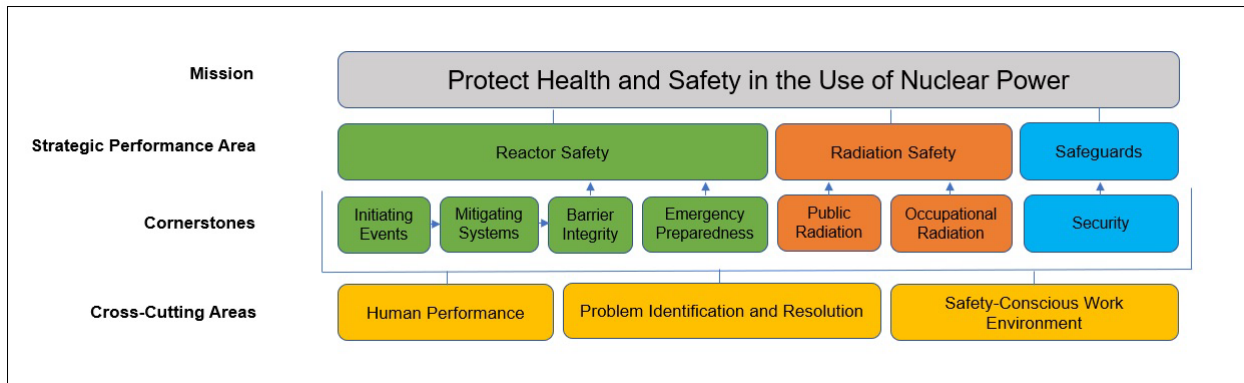 Mission
Protect Health and Safety in the Use of Nuclear Power
Strategic Performance Area
Reactor Safety
Radiation Safety
Safeguards
Cornerstones
Initiating
Events
Mitigating
Systems
Barrier
Integrity
Emergency
Preparedness
Public
Radiation
Occupational
Radiation
Security
Cross-Cutting Areas
Human Performance
Problem Identification and Resolution
Safety-Conscious Work
Environment